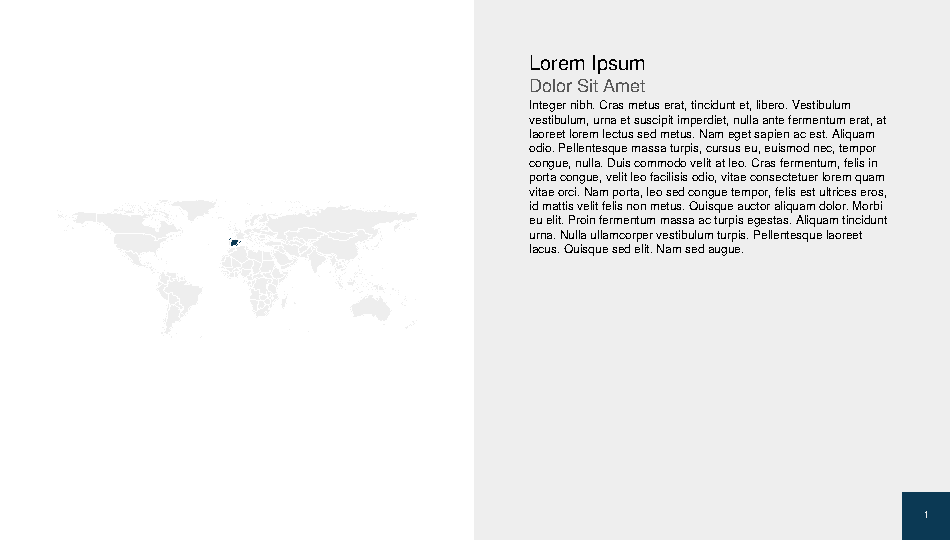 Lorem Ipsum
Dolor Sit Amet
Integer nibh. Cras metus erat, tincidunt et, libero. Vestibulum
vestibulum, urna et suscipit imperdiet, nulla ante fermentum erat, at
laoreet lorem lectus sed metus. Nam eget sapien ac est. Aliquam
odio. Pellentesque massa turpis, cursus eu, euismod nec, tempor
congue, nulla. Duis commodo velit at leo. Cras fermentum, felis in
porta congue, velit leo facilisis odio, vitae consectetuer lorem quam
vitae orci. Nam porta, leo sed congue tempor, felis est ultrices eros,
id mattis velit felis non metus. Quisque auctor aliquam dolor. Morbi
eu elit. Proin fermentum massa ac turpis egestas. Aliquam tincidunt
urna. Nulla ullamcorper vestibulum turpis. Pellentesque laoreet
lacus. Quisque sed elit. Nam sed augue.
1